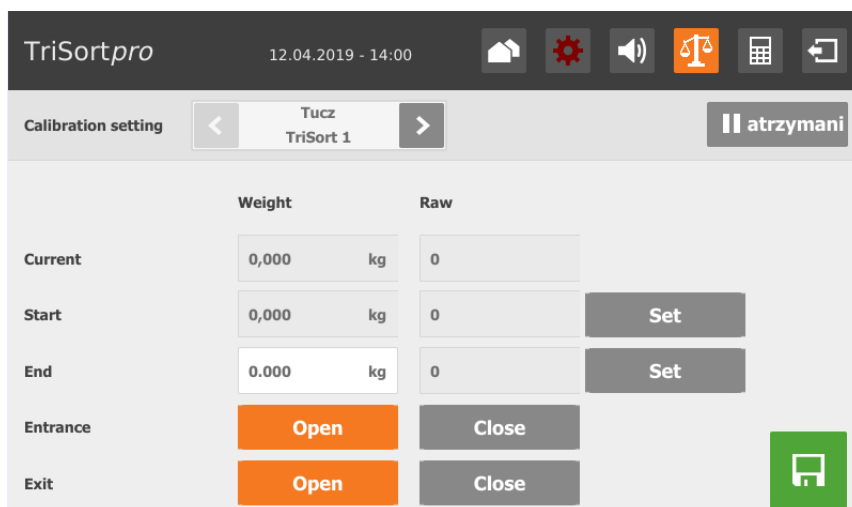 TriSortpro 12.04.2019 - 14:00
Calibration setting
Tucz
TriSort 1
atrzymani
Weight Raw
Current 0,000 kg 0
Start 0,000 kg 0 Set
End 0.000 kg 0 Set
Entrance Open Close
Exit Open Close